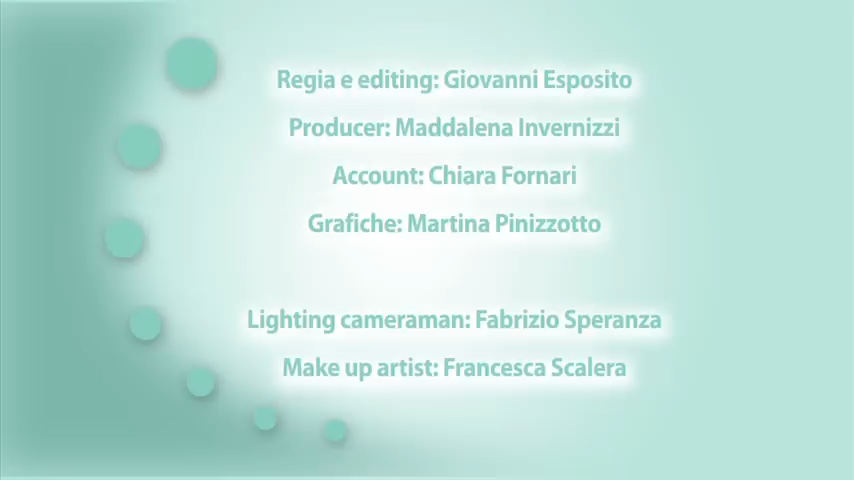 Regia e editing: Giovanni Esposito
Producer: Maddalena Invernizzi
Account: Chiara Fornari
Grafiche: Martina Pinizzotto
Lighting cameraman: Fabrizio Speranza
Make up artist: Francesca Scalera